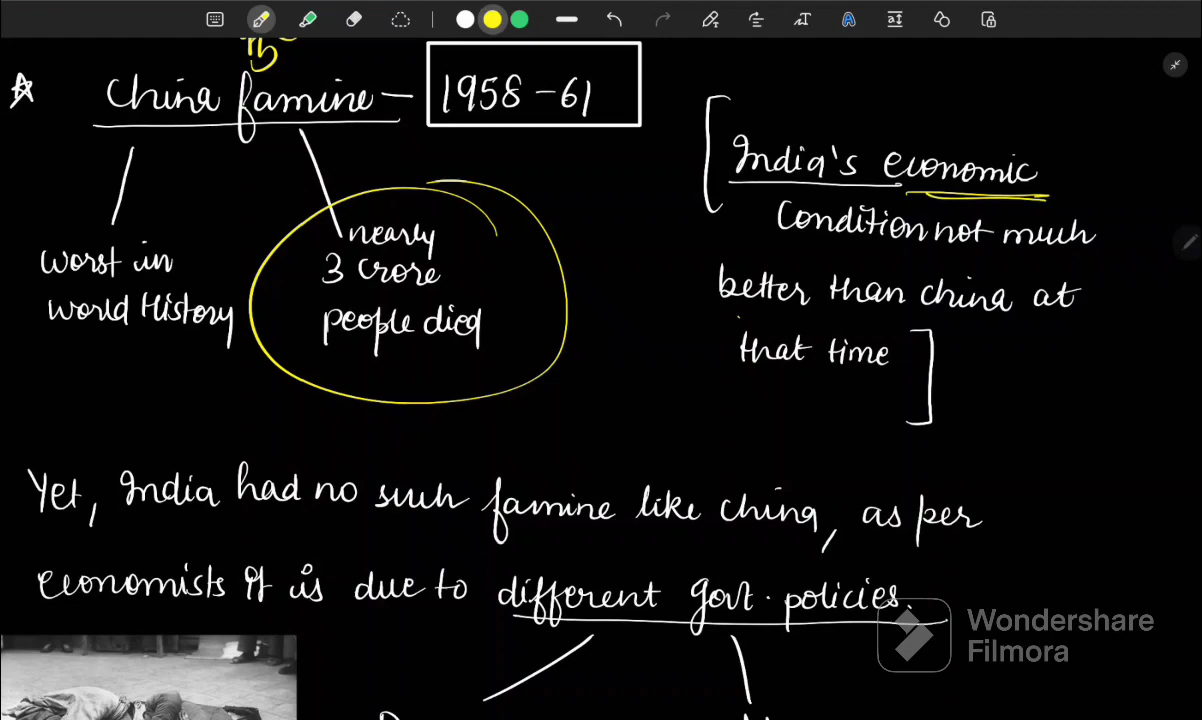 China famine - 1958-61
worst in
world History
nearly
3 crore
people died
[India's economic
condition not much
better than china at
that time]
Yet, India had no such famine like china, as per
economists it is due to different govt. policies.
Wondershare
Filmora